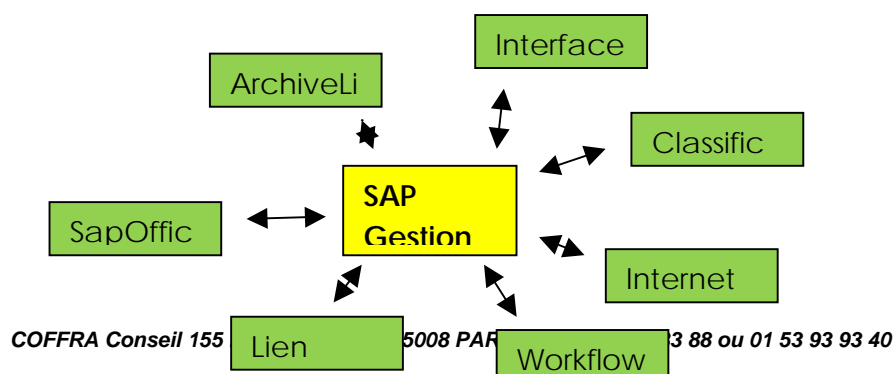 Interface
ArchiveLi
Classific
SAP
Gestion
SapOffic
Internet
COFFRA Conseil 155 5008 PAR 33 88 ou 01 53 93 93 40
Lien
Workflow